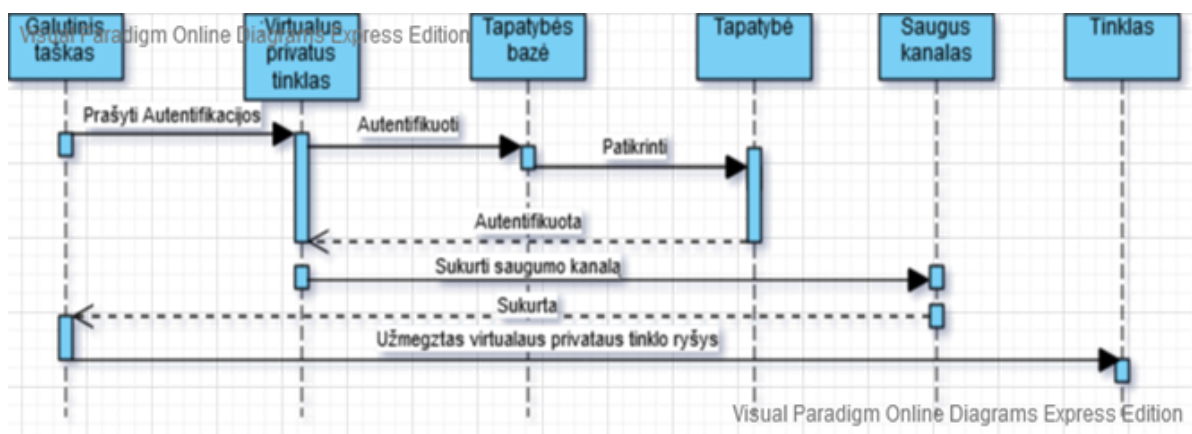 Visual Paradigm Online Diagrams Express Edition
Galutinis
taškas
Virtualus
privatus
tinklas
Tapatybės
bazė
Tapatybė
Saugus
kanalas
Tinklas
Prašyti Autentifikacijos
Autentifikuoti
Patikrinti
Autentifikuota
Sukurti saugumo kanalą
Sukurta
Užmegztas virtualaus privataus tinklo ryšys
Visual Paradigm Online Diagrams Express Edition